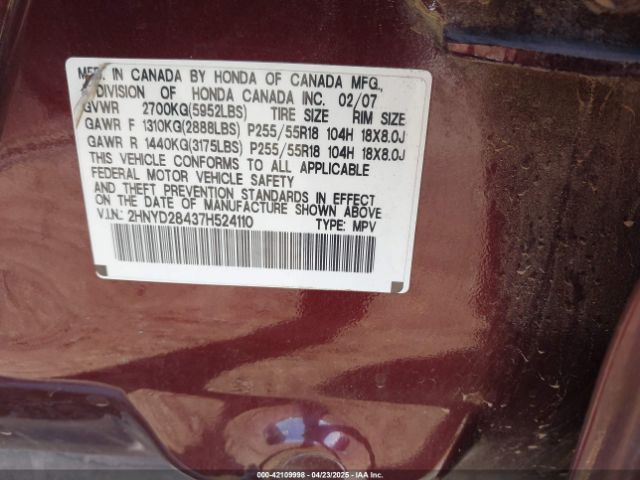 MFD. IN CANADA BY HONDA OF CANADA MFG.,
A DIVISION OF HONDA CANADA INC. 02/07
GVWR 2700KG(5952LBS) TIRE SIZE RIM SIZE
GAWR F 1310KG(2888LBS) P255/55R18 104H 18X8.0J
GAWR R 1440KG(3175LBS) P255/55R18 104H 18X8.0J
THIS VEHICLE CONFORMS TO ALL APPLICABLE
FEDERAL MOTOR VEHICLE SAFETY
AND THEFT PREVENTION STANDARDS IN EFFECT
ON THE DATE OF MANUFACTURE SHOWN ABOVE.
V.I.N.: 2HNYD28437H524110 TYPE: MPV
000-42109998 - 04/23/2025 - IAAI.COM